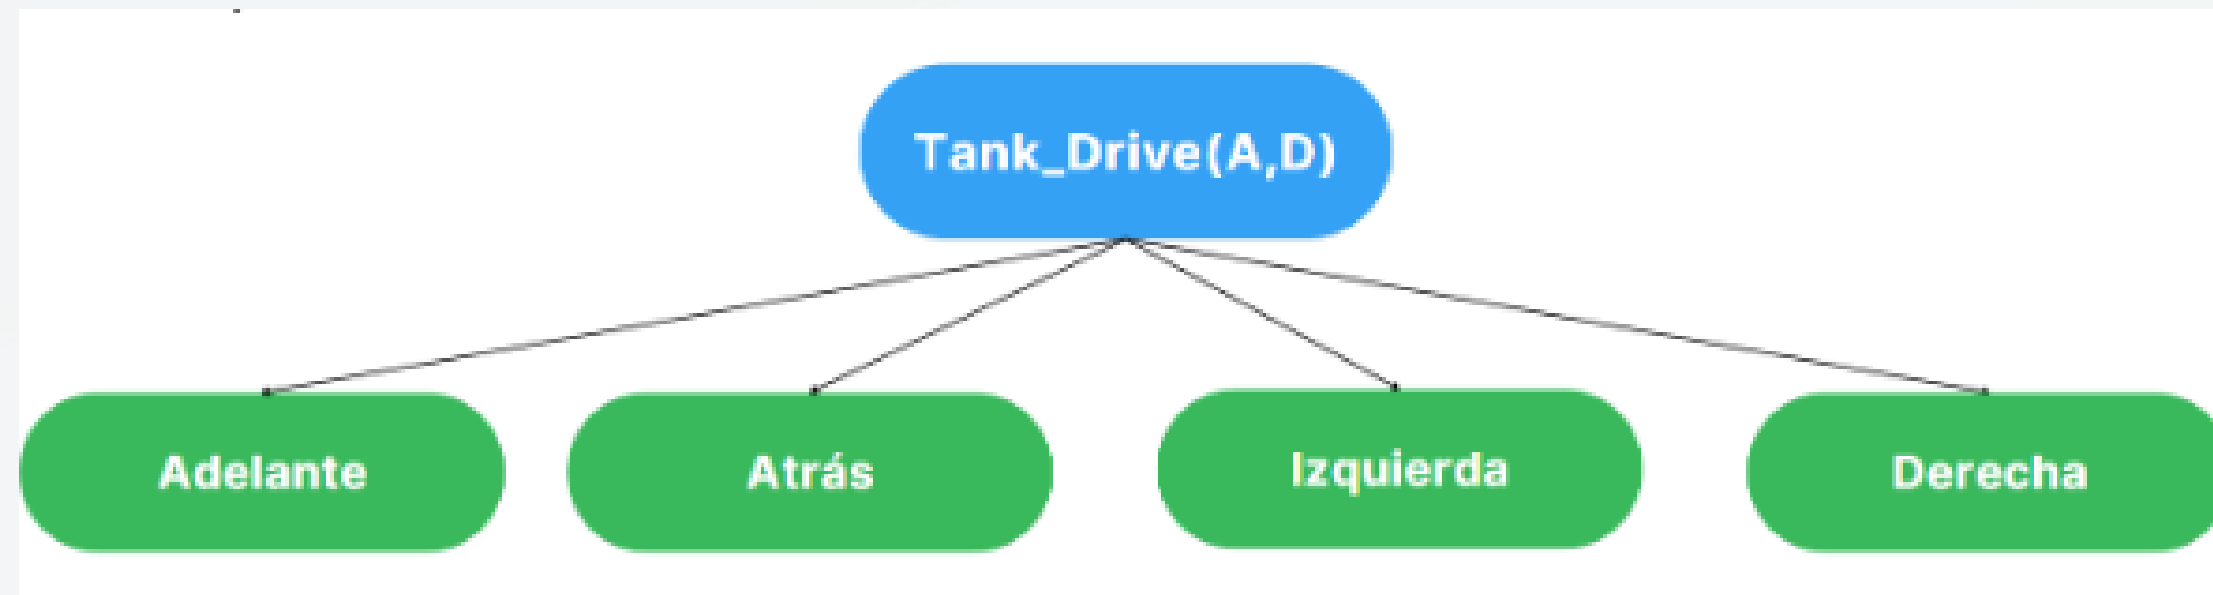 Tank_Drive(A,D)
Adelante
Atrás
Izquierda
Derecha